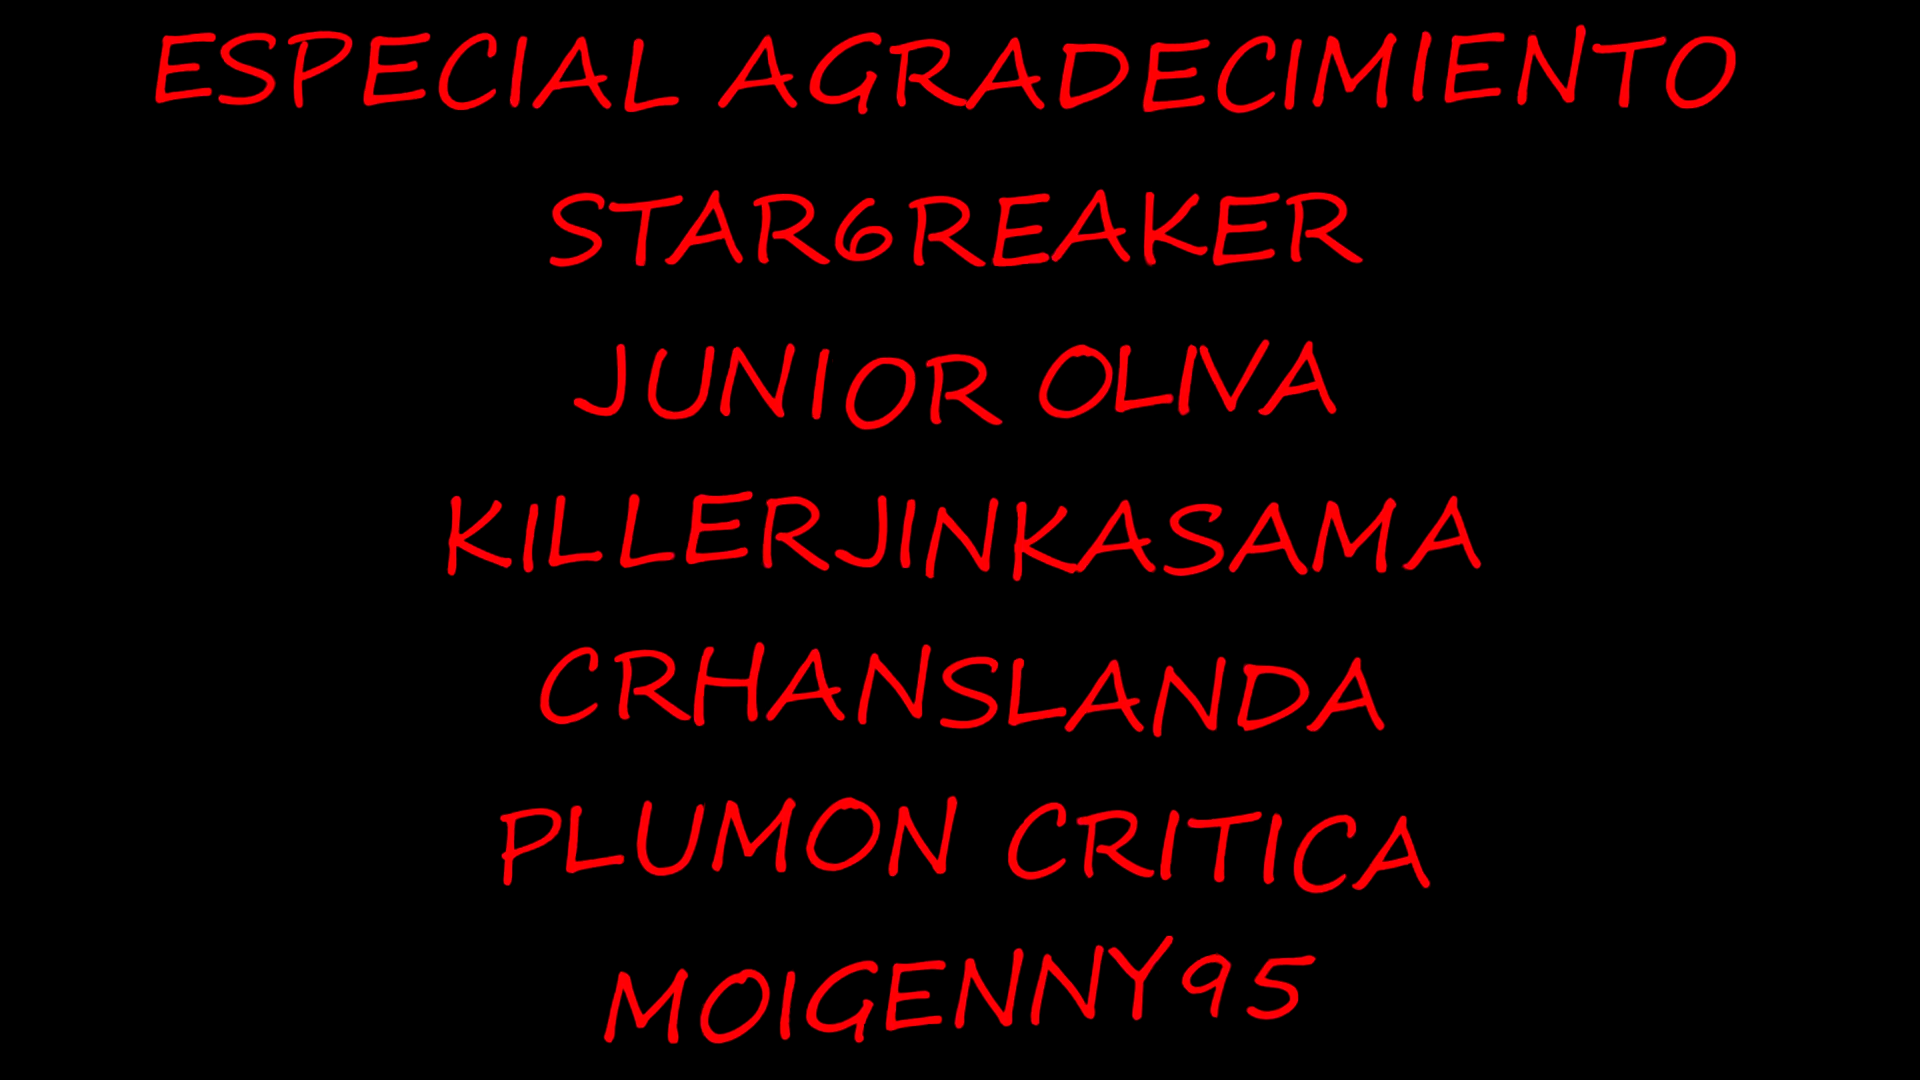 ESPECIAL AGRADECIMIENTO
STAR6REAKER
JUNIOR OLIVA
KILLERJINKASAMA
CRHANSLANDA
PLUMON CRITICA
MOIGENNY95